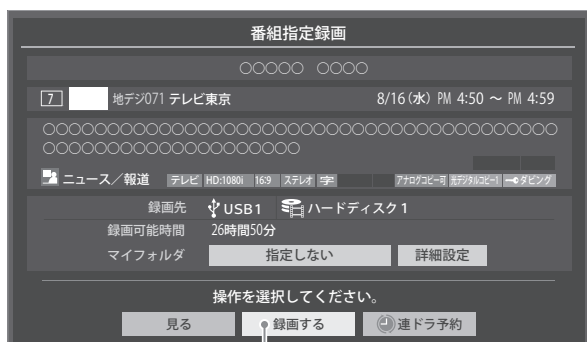 番組指定録画
○○○○○ ○○○○
7 地デジ071 テレビ東京 8/16(水) PM 4:50 ～ PM 4:59
○○○○○○○○○○○○○○○○○○○○○○○○○○○○○○○○
○○○○○○○○○○○○○○○○○○○○
ニュース／報道 テレビ HD:1080i 16:9 ステレオ 字 アナログコピー可 光デジタルコピー1 ダビング
録画先 USB1 ハードディスク1
録画可能時間 26時間50分
マイフォルダ 指定しない 詳細設定
操作を選択してください。
見る 録画する 連ドラ予約